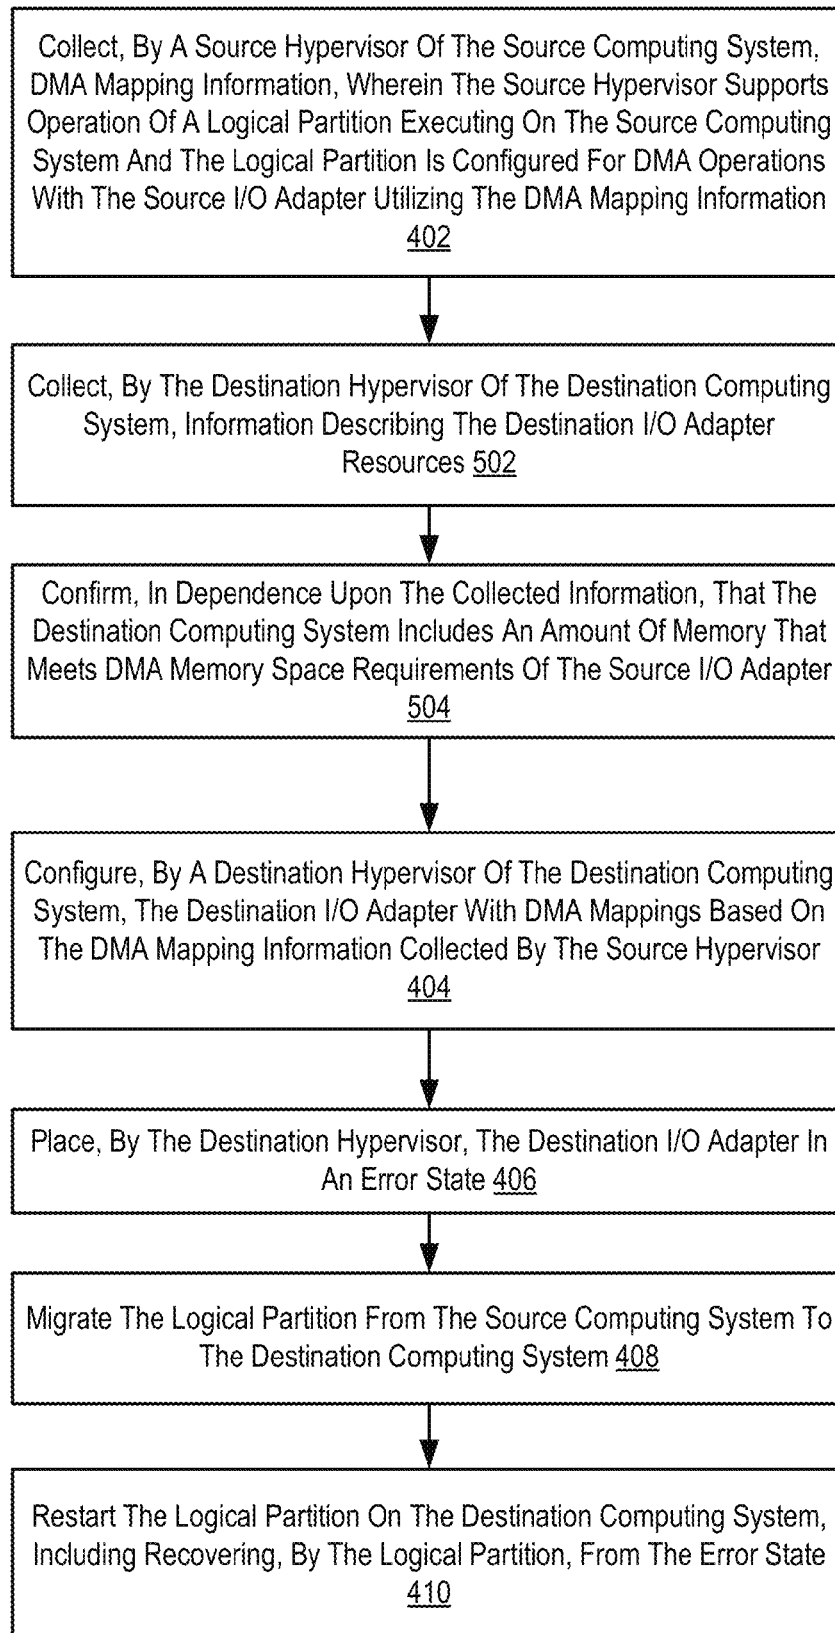 Collect, By A Source Hypervisor Of The Source Computing System,
DMA Mapping Information, Wherein The Source Hypervisor Supports
Operation Of A Logical Partition Executing On The Source Computing
System And The Logical Partition Is Configured For DMA Operations
With The Source I/O Adapter Utilizing The DMA Mapping Information
402
Collect, By The Destination Hypervisor Of The Destination Computing
System, Information Describing The Destination I/O Adapter
Resources 502
Confirm, In Dependence Upon The Collected Information, That The
Destination Computing System Includes An Amount Of Memory That
Meets DMA Memory Space Requirements Of The Source I/O Adapter
504
Configure, By A Destination Hypervisor Of The Destination Computing
System, The Destination I/O Adapter With DMA Mappings Based On
The DMA Mapping Information Collected By The Source Hypervisor
404
Place, By The Destination Hypervisor, The Destination I/O Adapter In
An Error State 406
Migrate The Logical Partition From The Source Computing System To
The Destination Computing System 408
Restart The Logical Partition On The Destination Computing System,
Including Recovering, By The Logical Partition, From The Error State
410